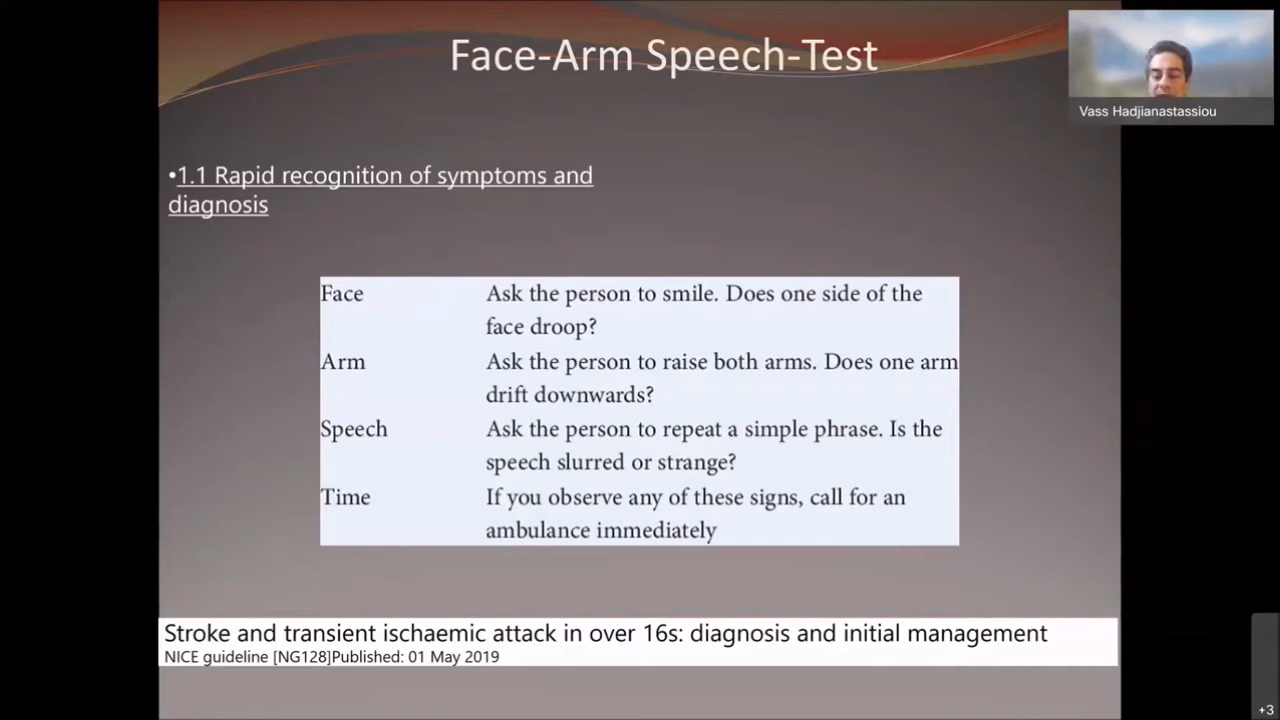 Face-Arm Speech-Test
Vass Hadjianastassiou
•1.1 Rapid recognition of symptoms and
diagnosis
Face Ask the person to smile. Does one side of the
face droop?
Arm Ask the person to raise both arms. Does one arm
drift downwards?
Speech Ask the person to repeat a simple phrase. Is the
speech slurred or strange?
Time If you observe any of these signs, call for an
ambulance immediately
Stroke and transient ischaemic attack in over 16s: diagnosis and initial management
NICE guideline [NG128]Published: 01 May 2019
+3